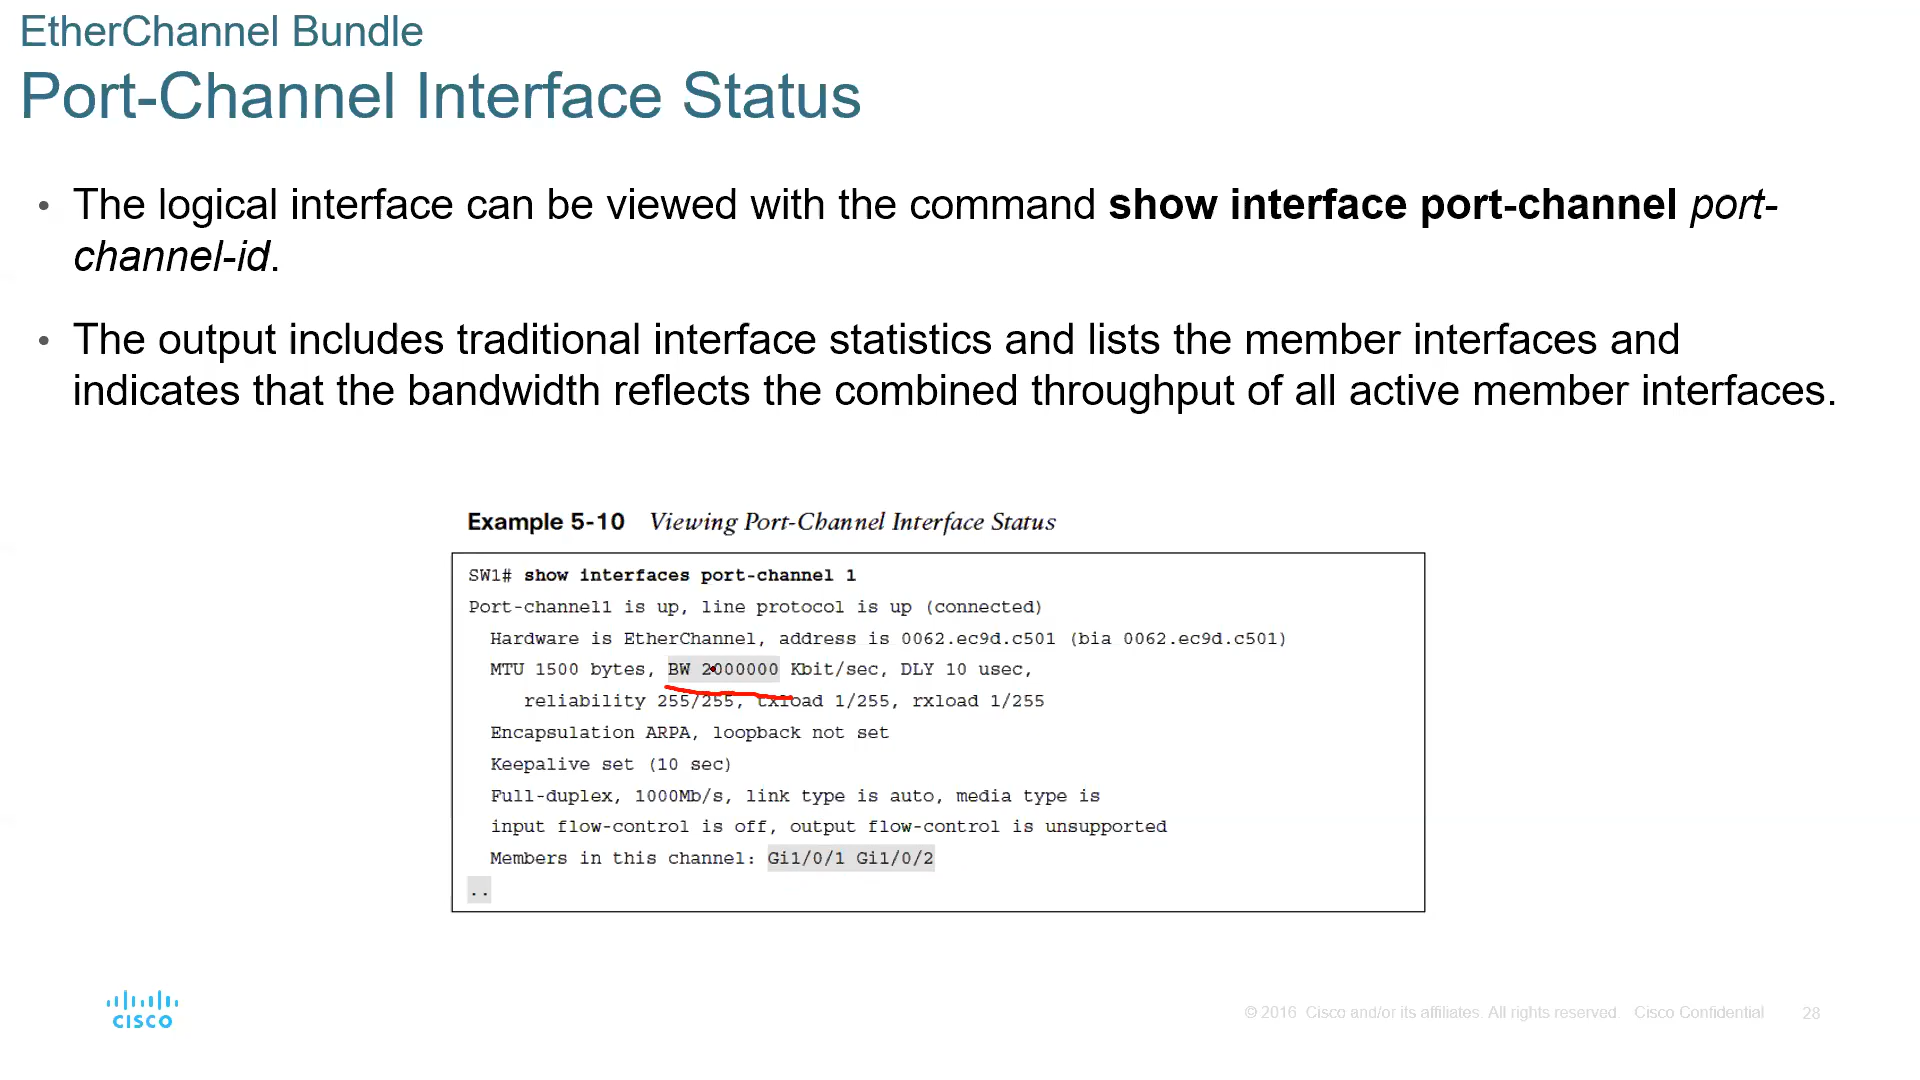 EtherChannel Bundle
Port-Channel Interface Status
• The logical interface can be viewed with the command show interface port-channel port-
channel-id.
• The output includes traditional interface statistics and lists the member interfaces and
indicates that the bandwidth reflects the combined throughput of all active member interfaces.
Example 5-10 Viewing Port-Channel Interface Status
SW1# show interfaces port-channel 1
Port-channel1 is up, line protocol is up (connected)
Hardware is EtherChannel, address is 0062.ec9d.c501 (bia 0062.ec9d.c501)
MTU 1500 bytes, BW 2000000 Kbit/sec, DLY 10 usec,
reliability 255/255, txload 1/255, rxload 1/255
Encapsulation ARPA, loopback not set
Keepalive set (10 sec)
Full-duplex, 1000Mb/s, link type is auto, media type is
input flow-control is off, output flow-control is unsupported
Members in this channel: Gi1/0/1 Gi1/0/2
..
CISCO
© 2016 Cisco and/or its affiliates. All rights reserved. Cisco Confidential 28